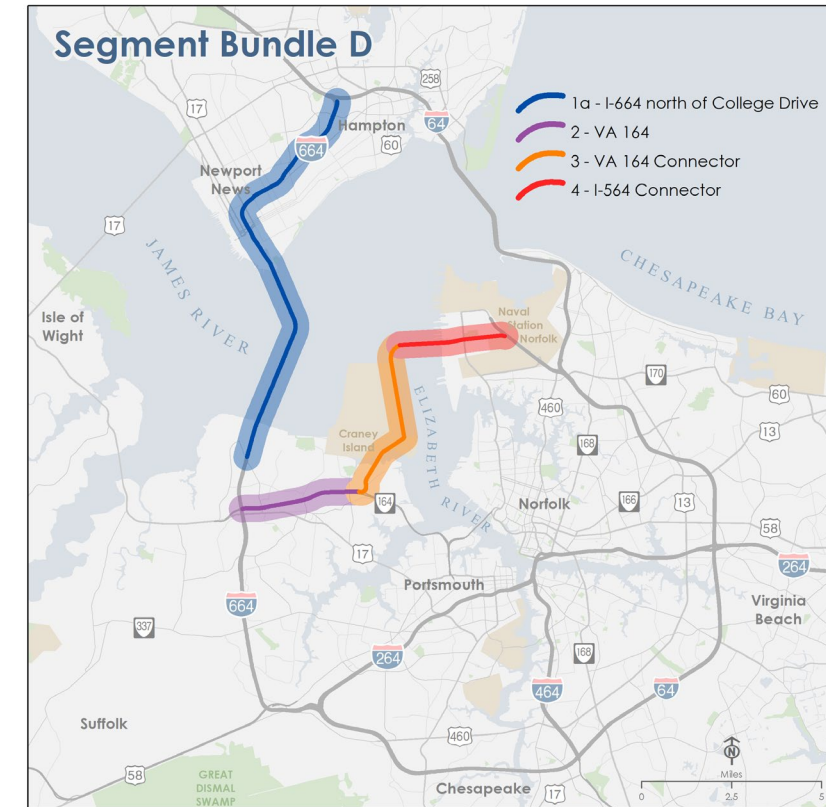 Segment Bundle D
1a - I-664 north of College Drive
2 - VA 164
3 - VA 164 Connector
4 - I-564 Connector
258
17
64
Hampton
664
60
Newport
News
17
JAMES RIVER
CHESAPEAKE BAY
Isle of
Wight
Naval
Station
Norfolk
170
60
460
13
ELIZABETH RIVER
Craney
Island
168
164
Norfolk
166
13
17
58
264
Portsmouth
664
Virginia
Beach
337
264
168
464
64
Suffolk
460
N
Miles
0 2.5 5
58
GREAT
DISMAL
SWAMP
Chesapeake
17